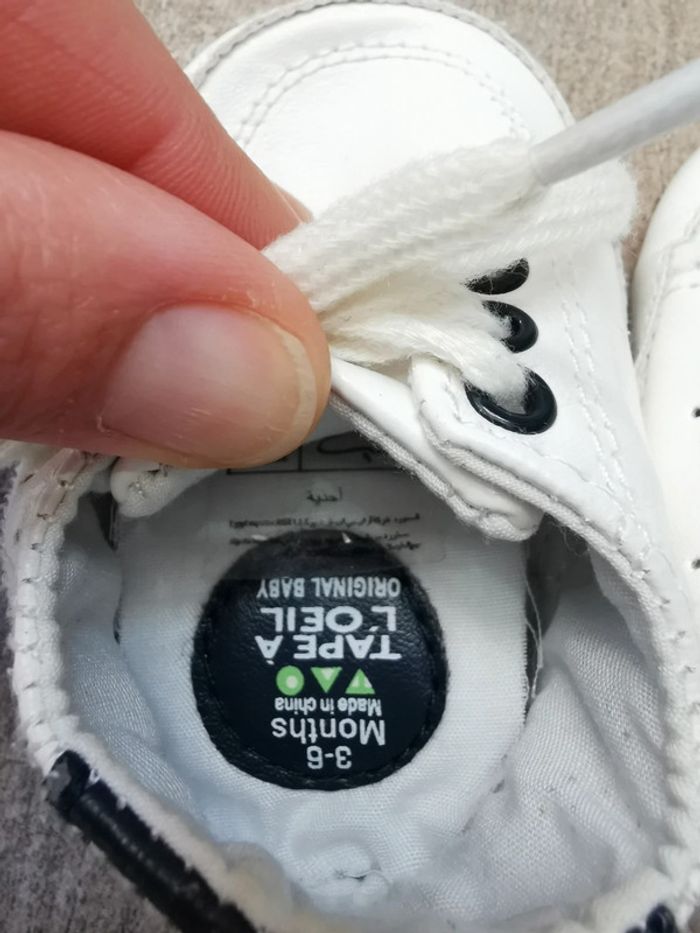 أحذية
3-6
Months
Made in china
TAPE À
L'OEIL
ORIGINAL BABY